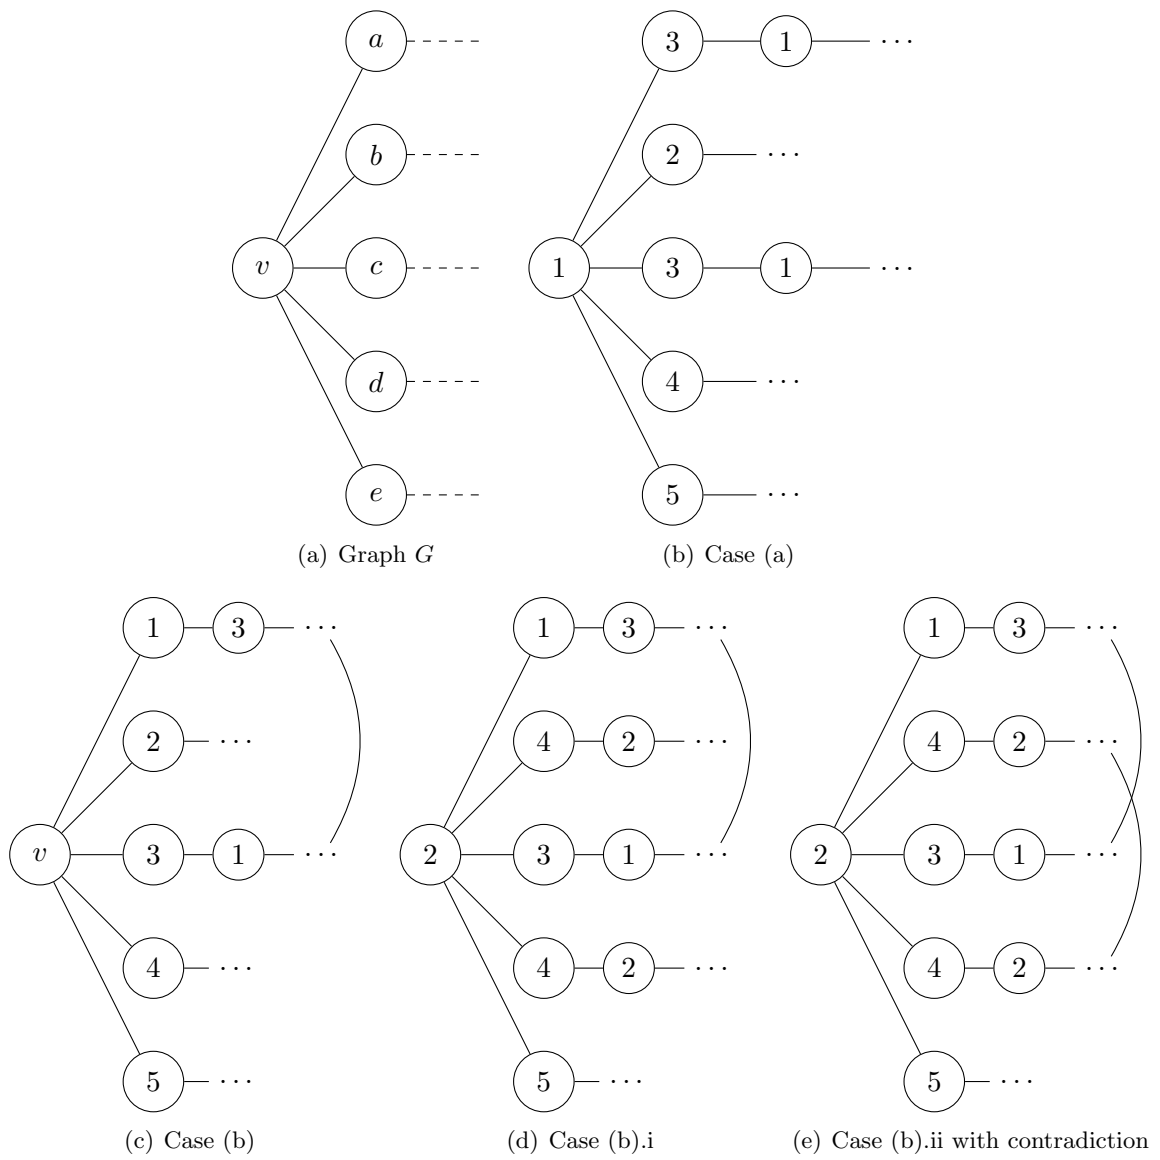 a
3 1 ...
b
2 ...
v c
1 3 1 ...
d
4 ...
e
5 ...
(a) Graph G
(b) Case (a)
1 3 ...
2 ...
v 3 1 ...
4 ...
5 ...
(c) Case (b)
1 3 ...
4 2 ...
2 3 1 ...
4 2 ...
5 ...
(d) Case (b).i
1 3 ...
4 2 ...
2 3 1 ...
4 2 ...
5 ...
(e) Case (b).ii with contradiction